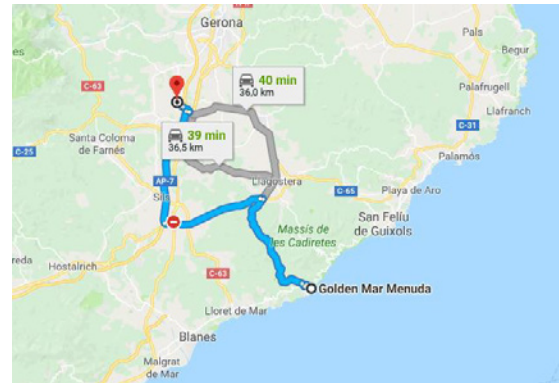 Gerona
Pals
Begur
C-63
40 min
36,0 km
Palafrugell
Llafranch
39 min
36,5 km
C-31
Santa Coloma
de Farnés
C-25
Palamós
AP-7
Llagostera
C-65
Playa de Aro
Sils
San Feliu
de Guixols
Massís de
les Cadiretes
Hostalrich
C-63
Golden Mar Menuda
Lloret de Mar
Blanes
Malgrat
de Mar